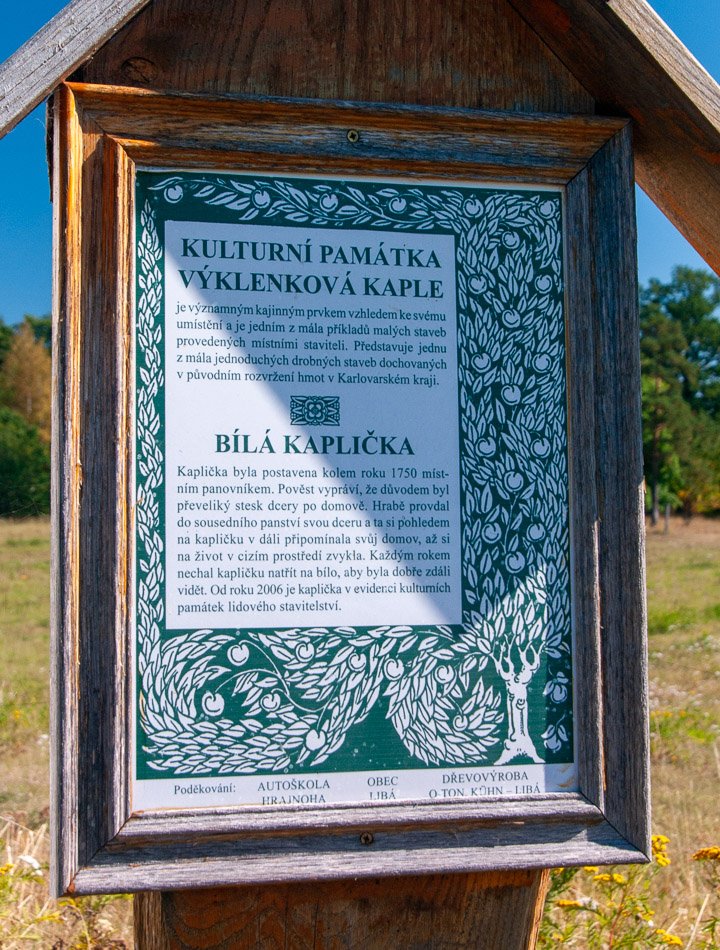 KULTURNÍ PAMÁTKA
VÝKLENKOVÁ KAPLE
je významným kajinným prvkem vzhledem ke svému
umístění a je jedním z mála příkladů malých staveb
provedených místními staviteli. Představuje jednu
z mála jednoduchých drobných staveb dochovaných
v původním rozvržení hmot v Karlovarském kraji.
BÍLÁ KAPLIČKA
Kaplička byla postavena kolem roku 1750 míst-
ním panovníkem. Pověst vypráví, že důvodem byl
převeliký stesk dcery po domově. Hrabě provdal
do sousedního panství svou dceru a ta si pohledem
na kapličku v dáli připomínala svůj domov, až si
na život v cizím prostředí zvykla. Každým rokem
nechal kapličku natřít na bílo, aby byla dobře zdáli
vidět. Od roku 2006 je kaplička v evidenci kulturních
památek lidového stavitelství.
Poděkování: AUTOŠKOLA OBEC DŘEVOVÝROBA
HRAJNOHA LIBÁ O.TON. KÜHN – LIBÁ